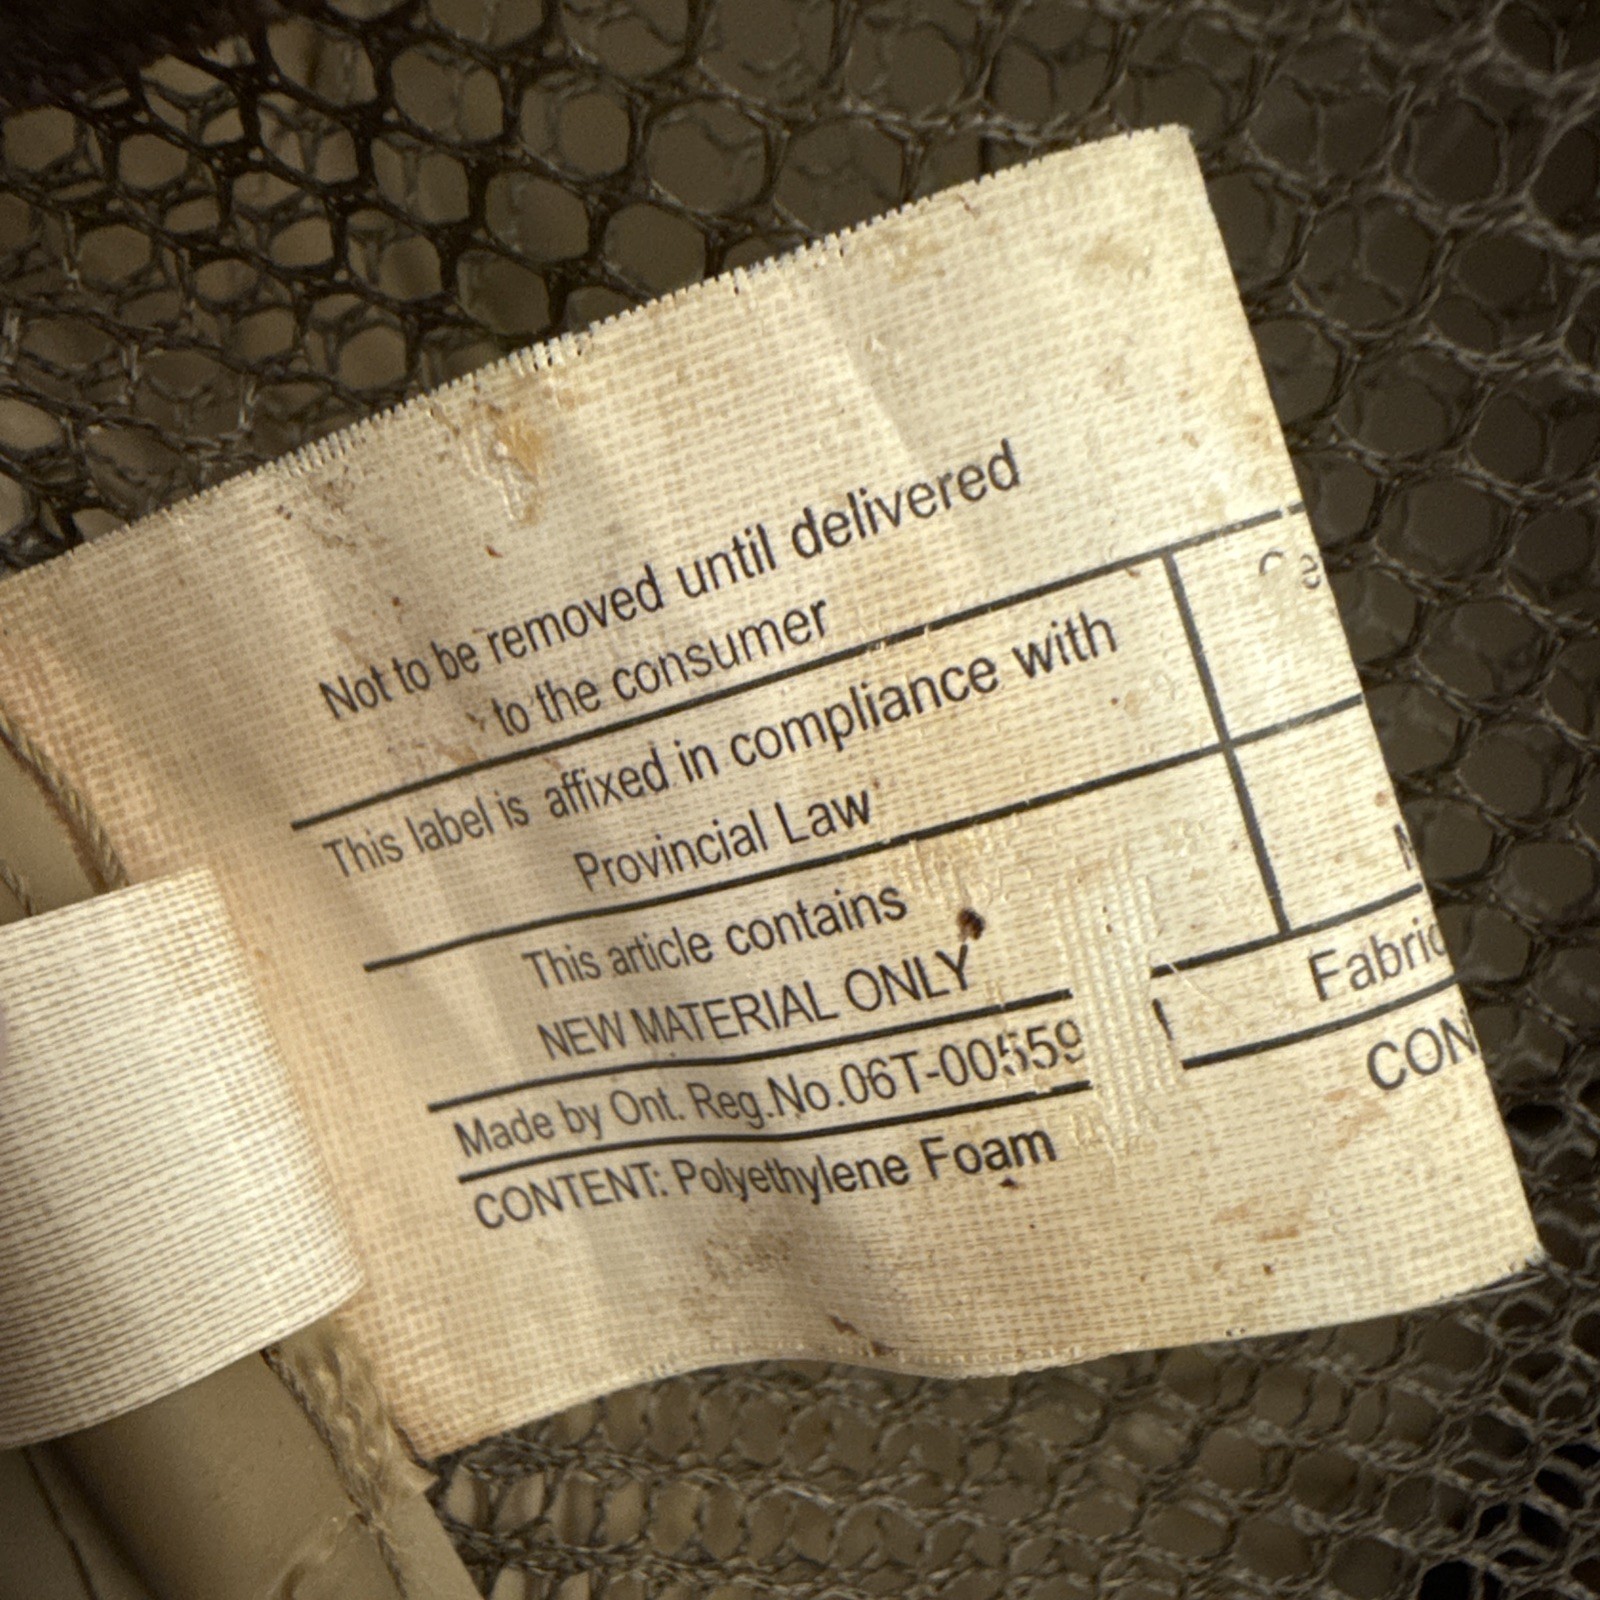 Not to be removed until delivered
to the consumer
This label is affixed in compliance with
Provincial Law
This article contains
NEW MATERIAL ONLY
Made by Ont. Reg.No.06T-00559
CONTENT: Polyethylene Foam
Fabric
CON